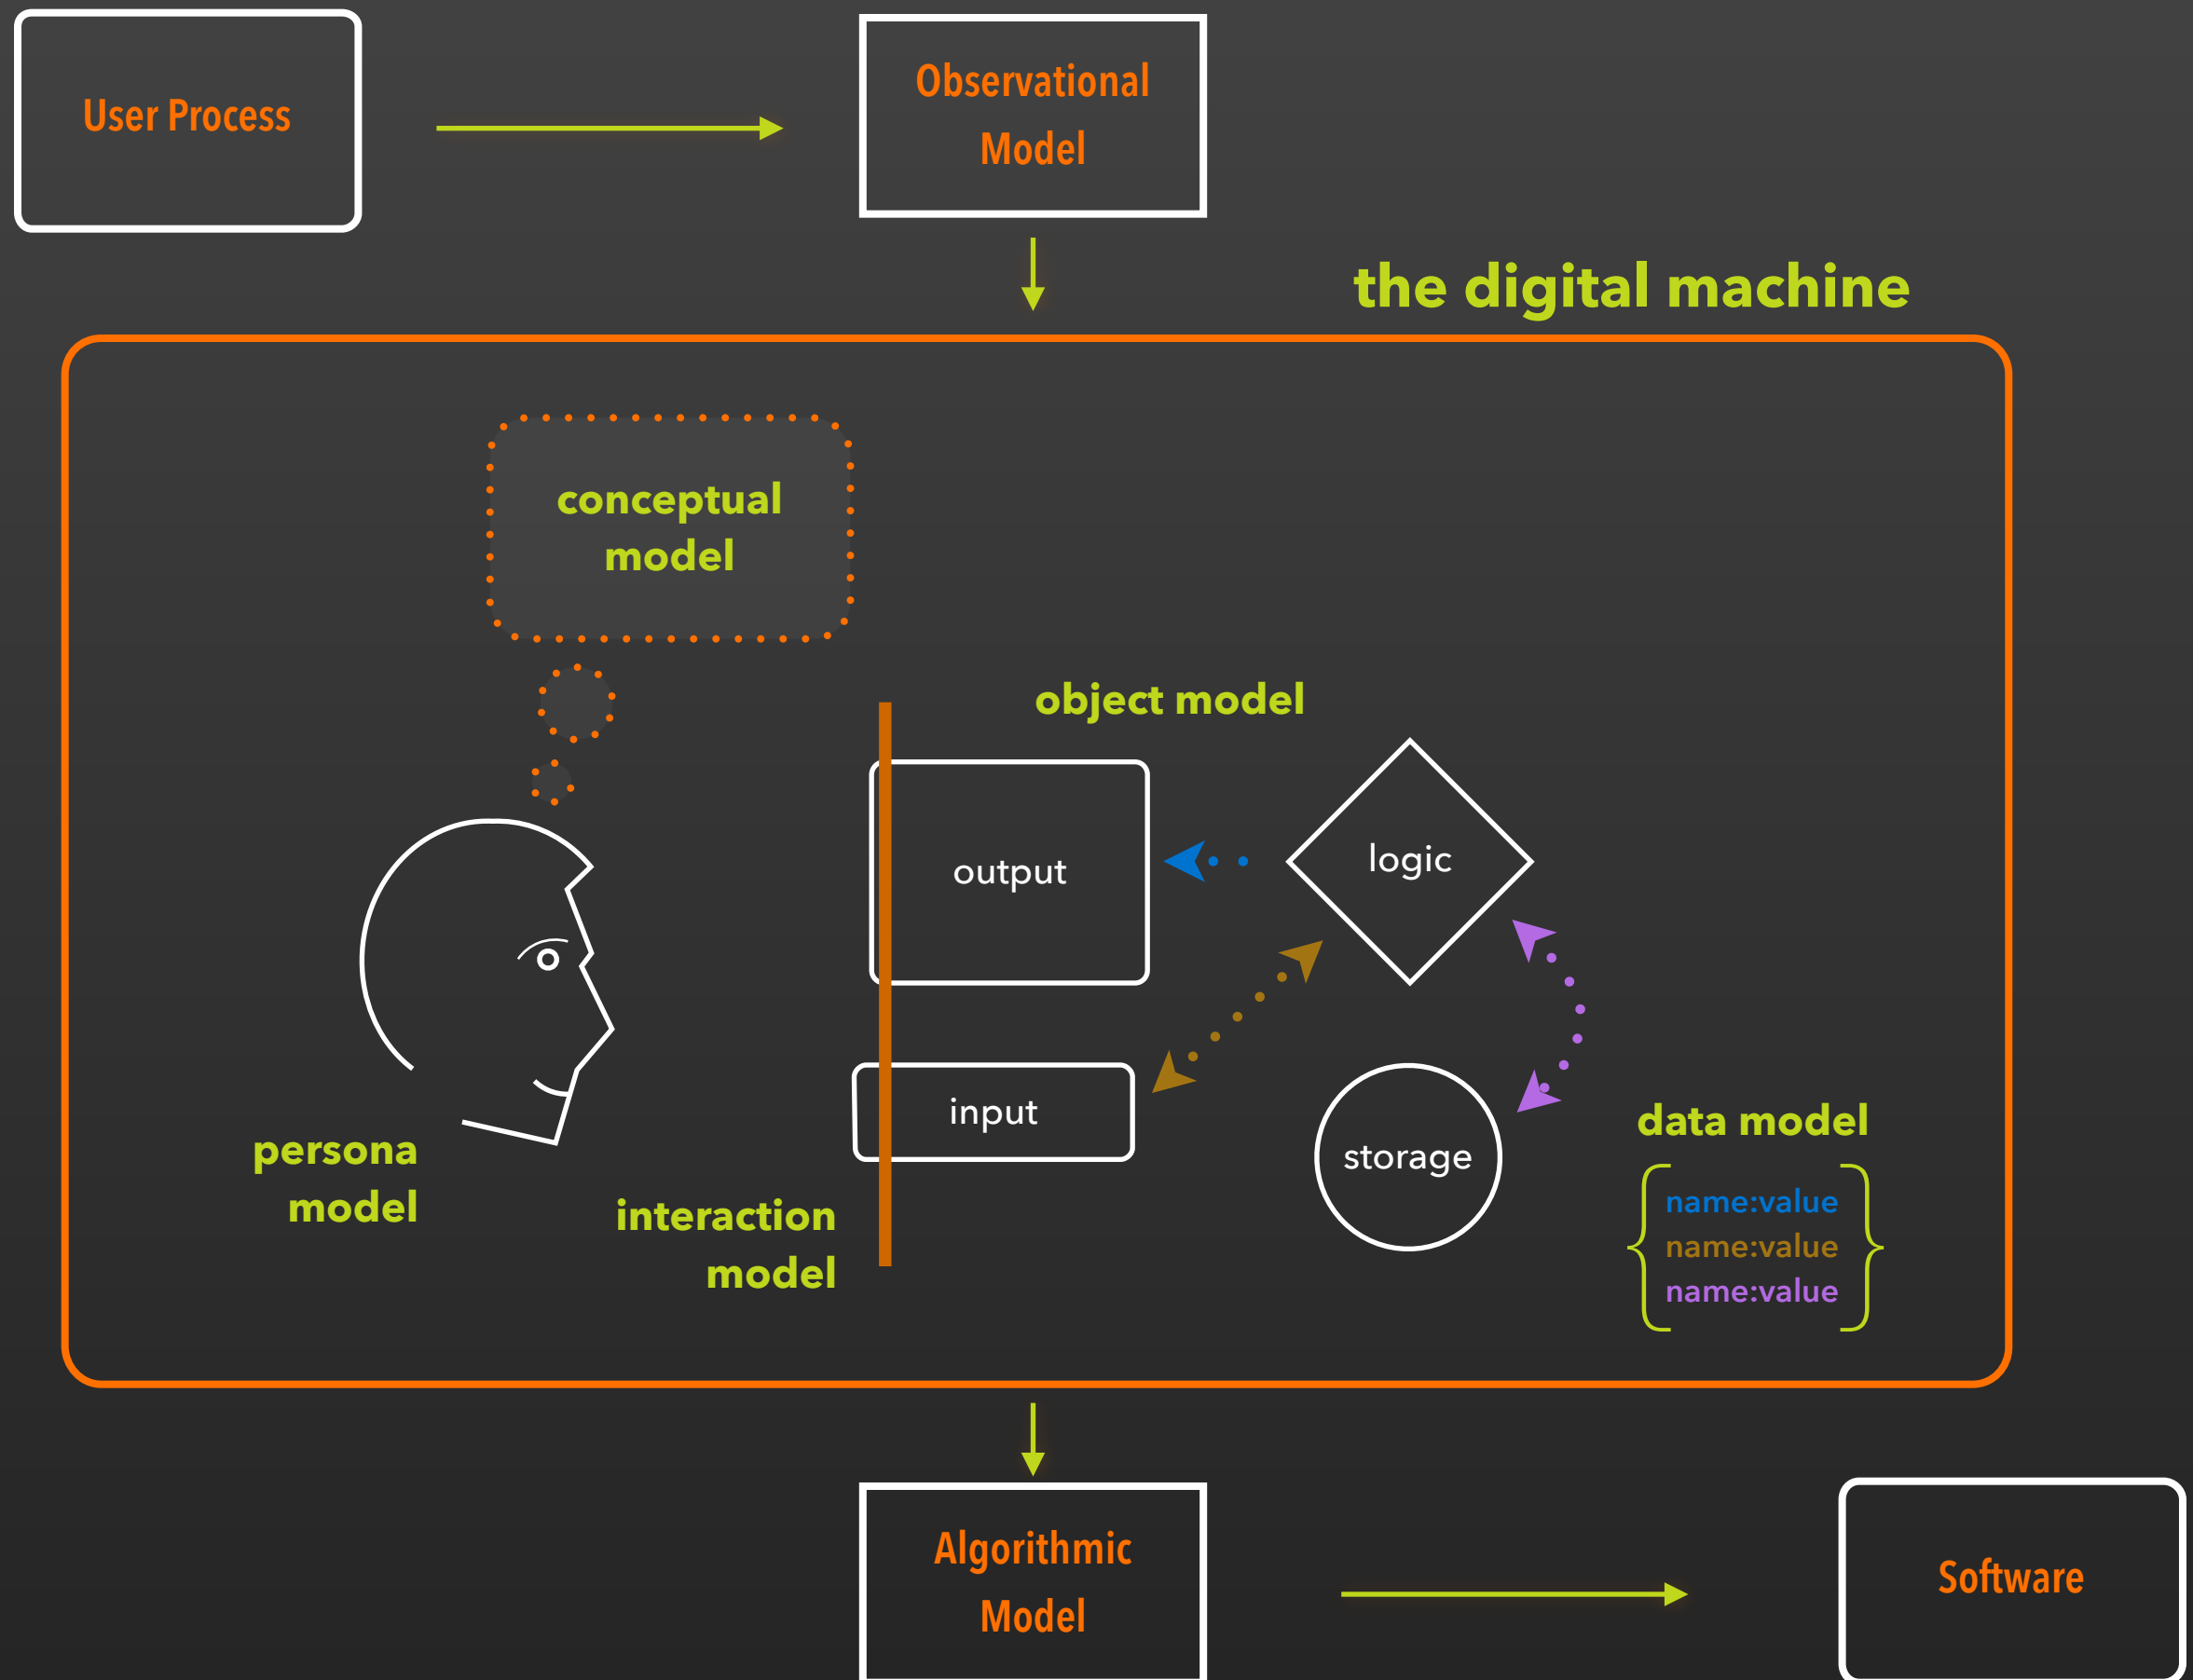 User Process
Observational
Model
the digital machine
conceptual
model
object model
output
logic
input
storage
data model
name:value
name:value
name:value
persona
model
interaction
model
Algorithmic
Model
Software